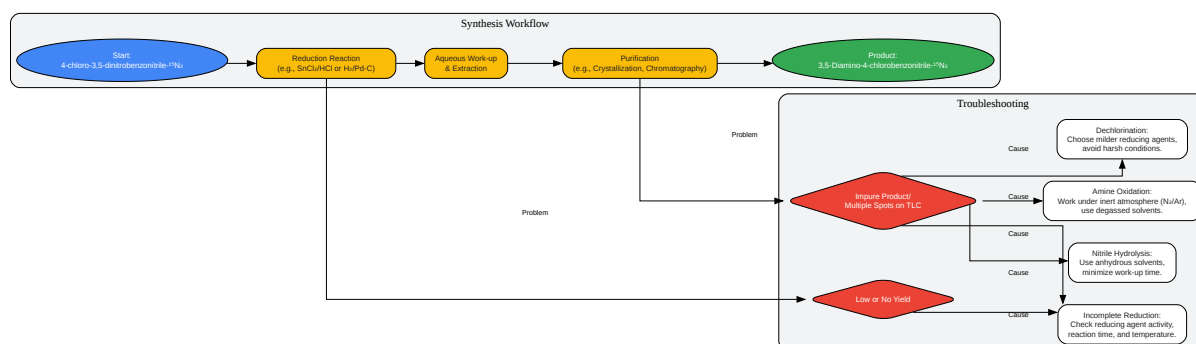 Synthesis Workflow
Start:
4-chloro-3,5-dinitrobenzonitrile-¹⁵N₂
Reduction Reaction
(e.g., SnCl₂/HCl or H₂/Pd-C)
Aqueous Work-up
& Extraction
Purification
(e.g., Crystallization, Chromatography)
Product:
3,5-Diamino-4-chlorobenzonitrile-¹⁵N₂
Troubleshooting
Problem
Problem
Cause
Dechlorination:
Choose milder reducing agents,
avoid harsh conditions.
Impure Product/
Multiple Spots on TLC
Cause
Amine Oxidation:
Work under inert atmosphere (N₂/Ar),
use degassed solvents.
Cause
Nitrile Hydrolysis:
Use anhydrous solvents,
minimize work-up time.
Cause
Low or No Yield
Cause
Incomplete Reduction:
Check reducing agent activity,
reaction time, and temperature.